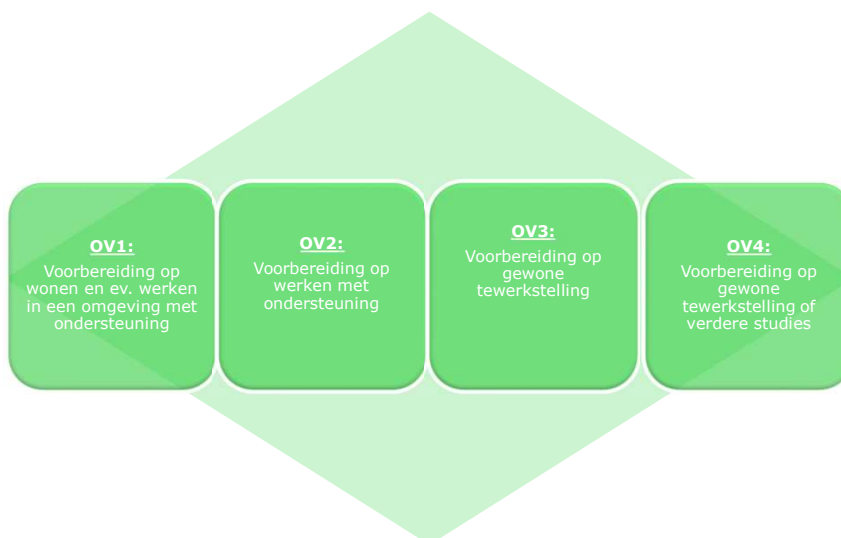 OV1:
Voorbereiding op
wonen en ev. werken
in een omgeving met
ondersteuning
OV2:
Voorbereiding op
werken met
ondersteuning
OV3:
Voorbereiding op
gewone
tewerkstelling
OV4:
Voorbereiding op
gewone
tewerkstelling of
verdere studies